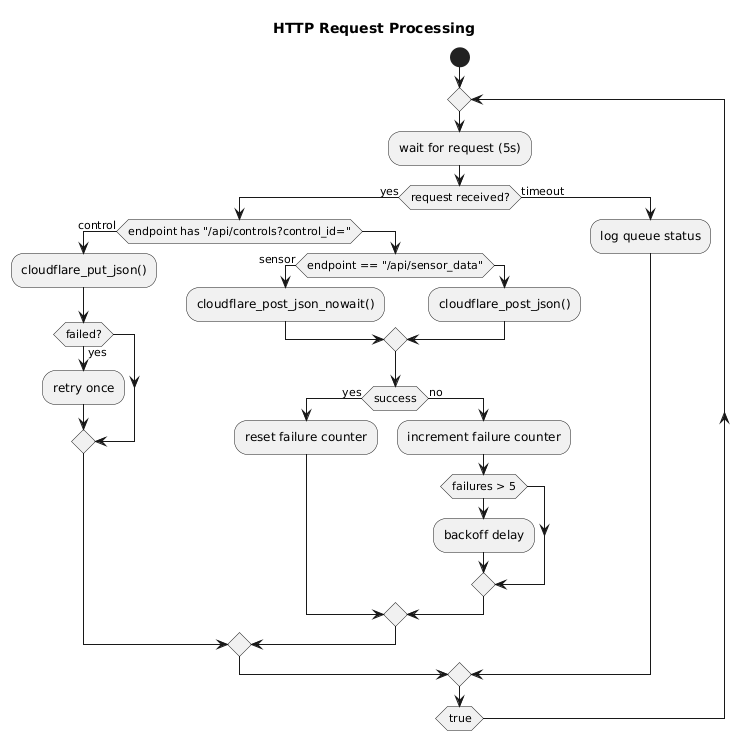 HTTP Request Processing
wait for request (5s)
yes
request received?
timeout
control
endpoint has "/api/controls?control_id="
log queue status
cloudflare_put_json()
sensor
endpoint == "/api/sensor_data"
cloudflare_post_json_nowait()
cloudflare_post_json()
failed?
yes
retry once
yes
success
no
reset failure counter
increment failure counter
failures > 5
backoff delay
true